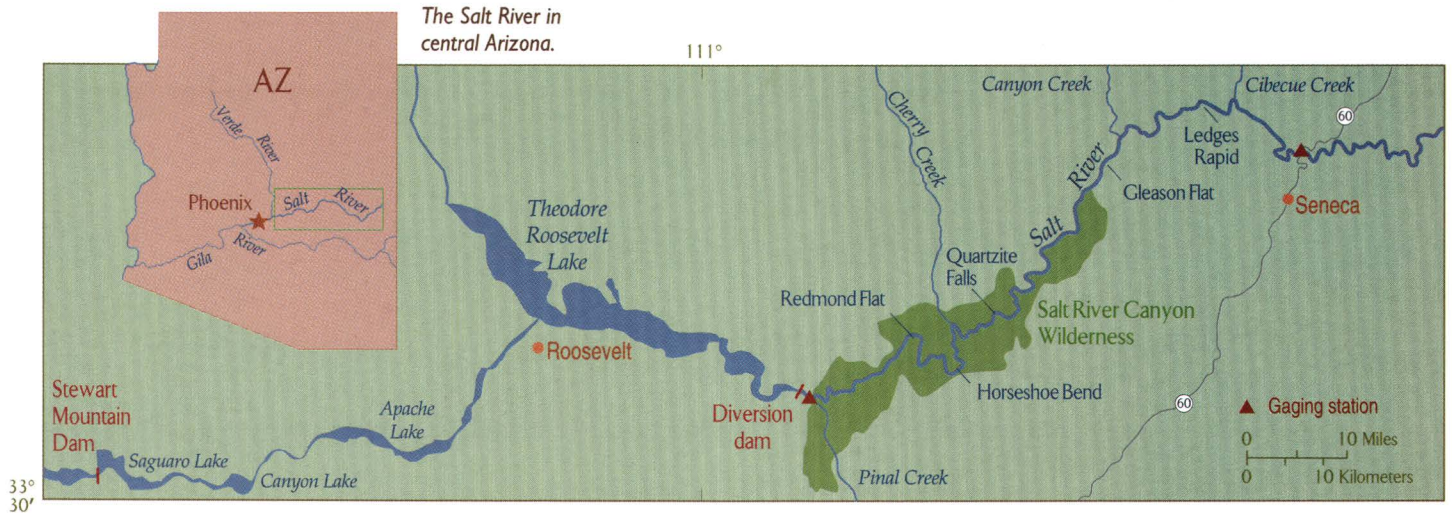 The Salt River in
central Arizona.
111°
AZ
Verde
River
Phoenix
Salt River
Gila River
Canyon Creek
Cibecue Creek
60
Cherry
Creek
Ledges
Rapid
Salt River
Gleason Flat
Seneca
Theodore
Roosevelt
Lake
Quartzite
Falls
Redmond Flat
Salt River Canyon
Wilderness
Roosevelt
Horseshoe Bend
Stewart
Mountain
Dam
Apache
Lake
Diversion
dam
60
Gaging station
0 10 Miles
0 10 Kilometers
Saguaro Lake
Canyon Lake
Pinal Creek
33°
30′